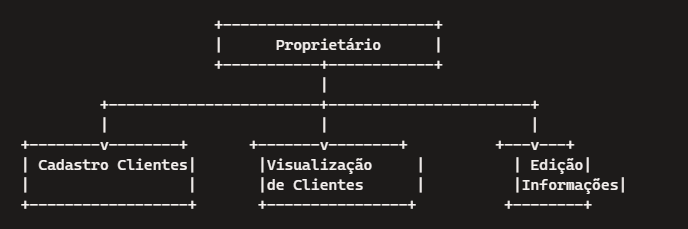 Proprietário
Cadastro Clientes
Visualização
de Clientes
Edição
Informações